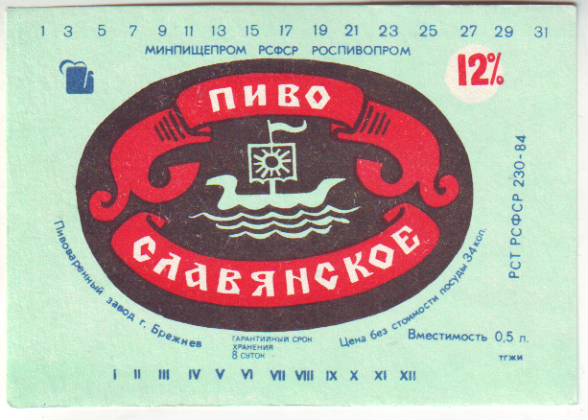 1 3 5 7 9 11 13 15 17 19 21 23 25 27 29 31
МИНПИЩЕПРОМ РСФСР РОСПИВОПРОМ
12%
ПИВО
СЛАВЯНСКОЕ
Пивоваренный завод г. Брежнев
ГАРАНТИЙНЫЙ СРОК
ХРАНЕНИЯ
8 СУТОК
Цена без стоимости посуды 34 коп.
Вместимость 0,5 л.
тгжи
РСТ РСФСР 230-84
I II III IV V VI VII VIII IX X XI XII